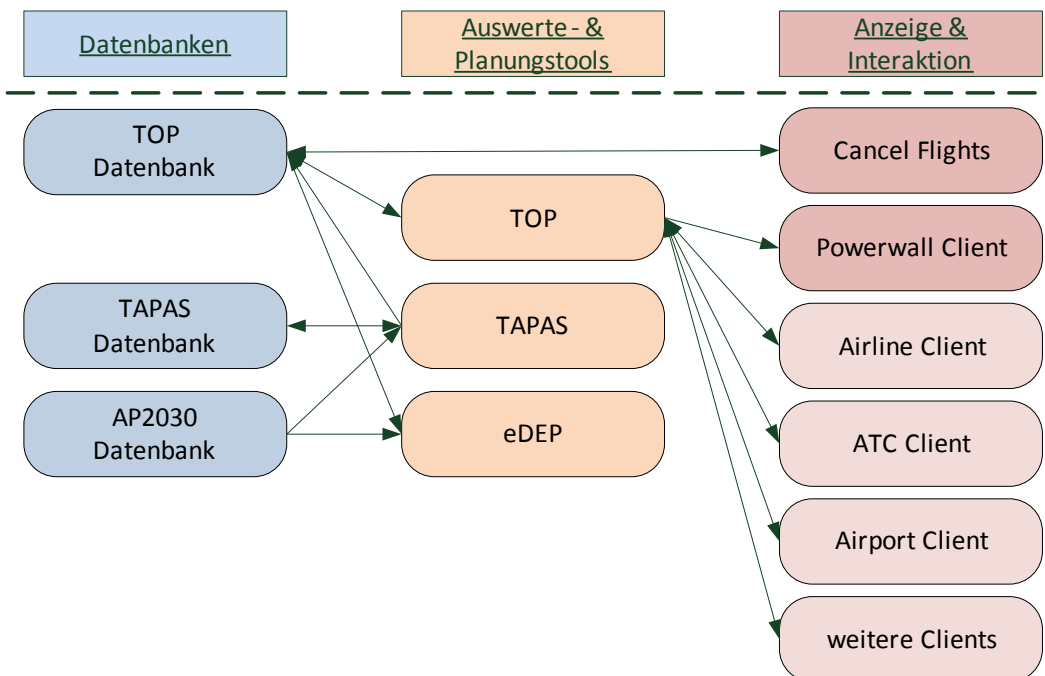 Datenbanken
Auswerte - &
Planungstools
Anzeige &
Interaktion
TOP
Datenbank
TAPAS
Datenbank
AP2030
Datenbank
TOP
TAPAS
eDEP
Cancel Flights
Powerwall Client
Airline Client
ATC Client
Airport Client
weitere Clients